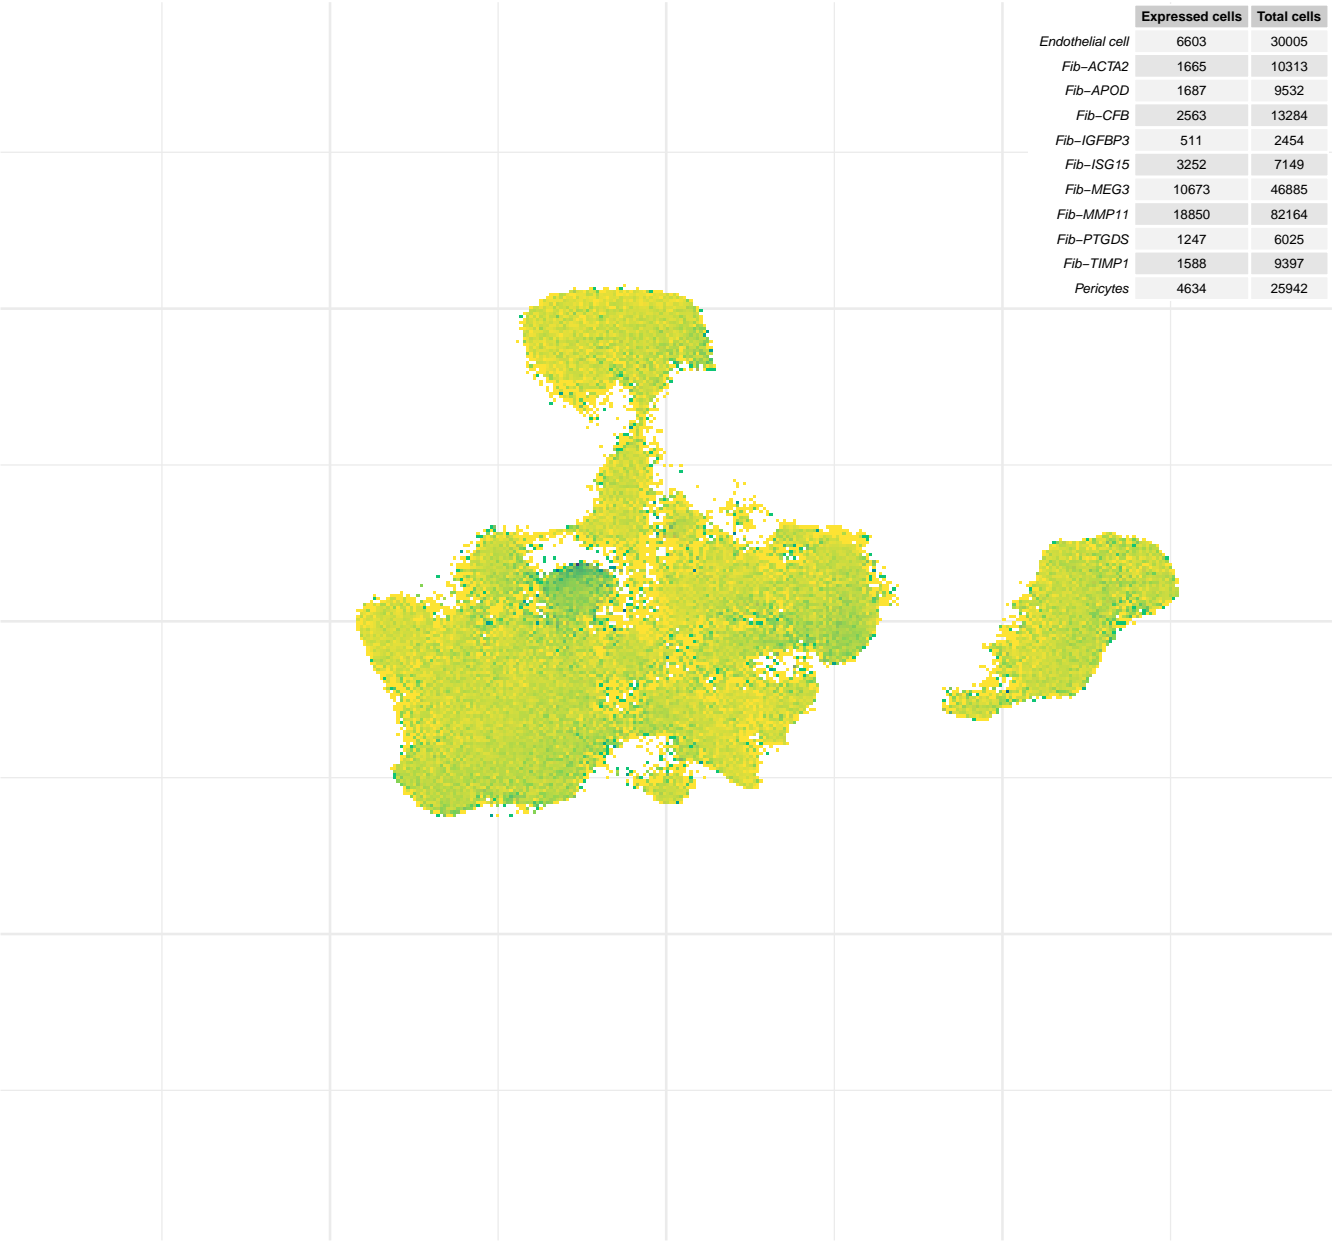 Expressed cells Total cells
Endothelial cell 6603 30005
Fib−ACTA2 1665 10313
Fib−APOD 1687 9532
Fib−CFB 2563 13284
Fib−IGFBP3 511 2454
Fib−ISG15 3252 7149
Fib−MEG3 10673 46885
Fib−MMP11 18850 82164
Fib−PTGDS 1247 6025
Fib−TIMP1 1588 9397
Pericytes 4634 25942